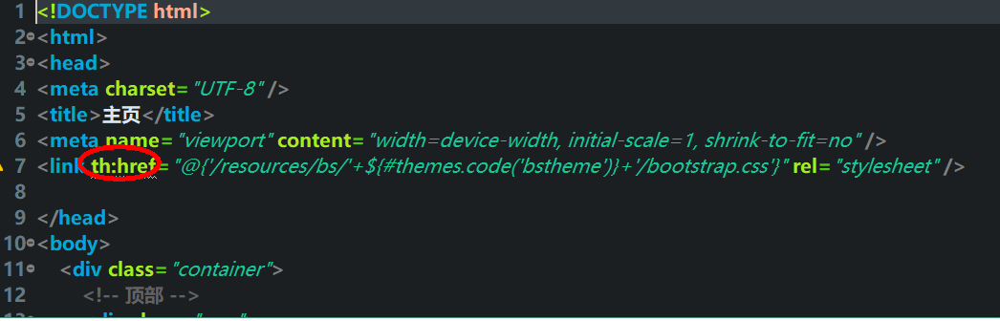 1 <!DOCTYPE html>
2 <html>
3 <head>
4 <meta charset="UTF-8"/>
5 <title>主页</title>
6 <meta name="viewport" content="width=device-width, initial-scale=1, shrink-to-fit=no"/>
7 <link th:href="@{'/resources/bs/'+${#themes.code('bstheme')}+'/bootstrap.css'}" rel="stylesheet"/>
8
9 </head>
10 <body>
11 <div class="container">
12 <!-- 顶部 -->